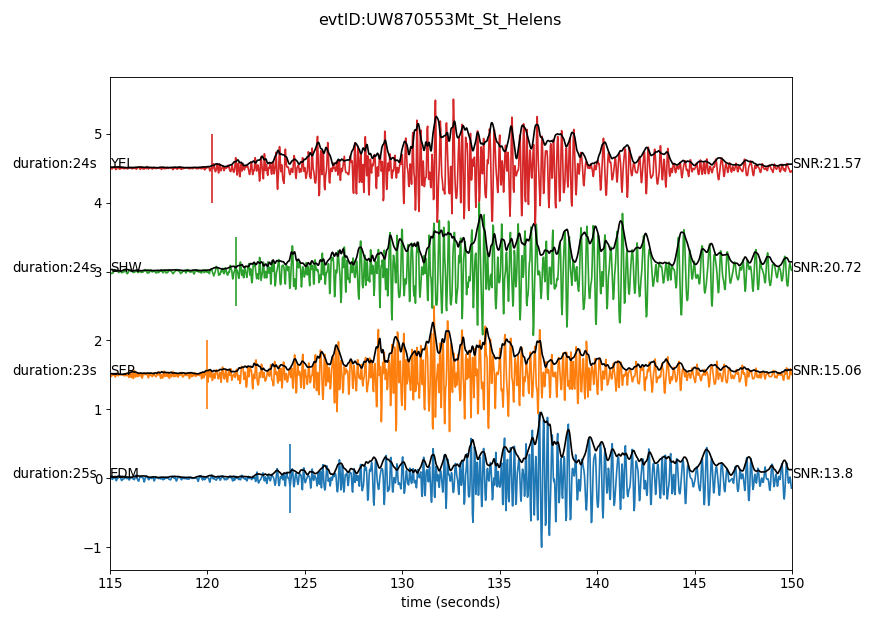 evtID:UW870553Mt_St_Helens
5
duration:24s YEL SNR:21.57
4
duration:24s SHW SNR:20.72
3
2
duration:23s SEP SNR:15.06
1
duration:25s EDM SNR:13.8
0
−1
115 120 125 130 135 140 145 150
time (seconds)